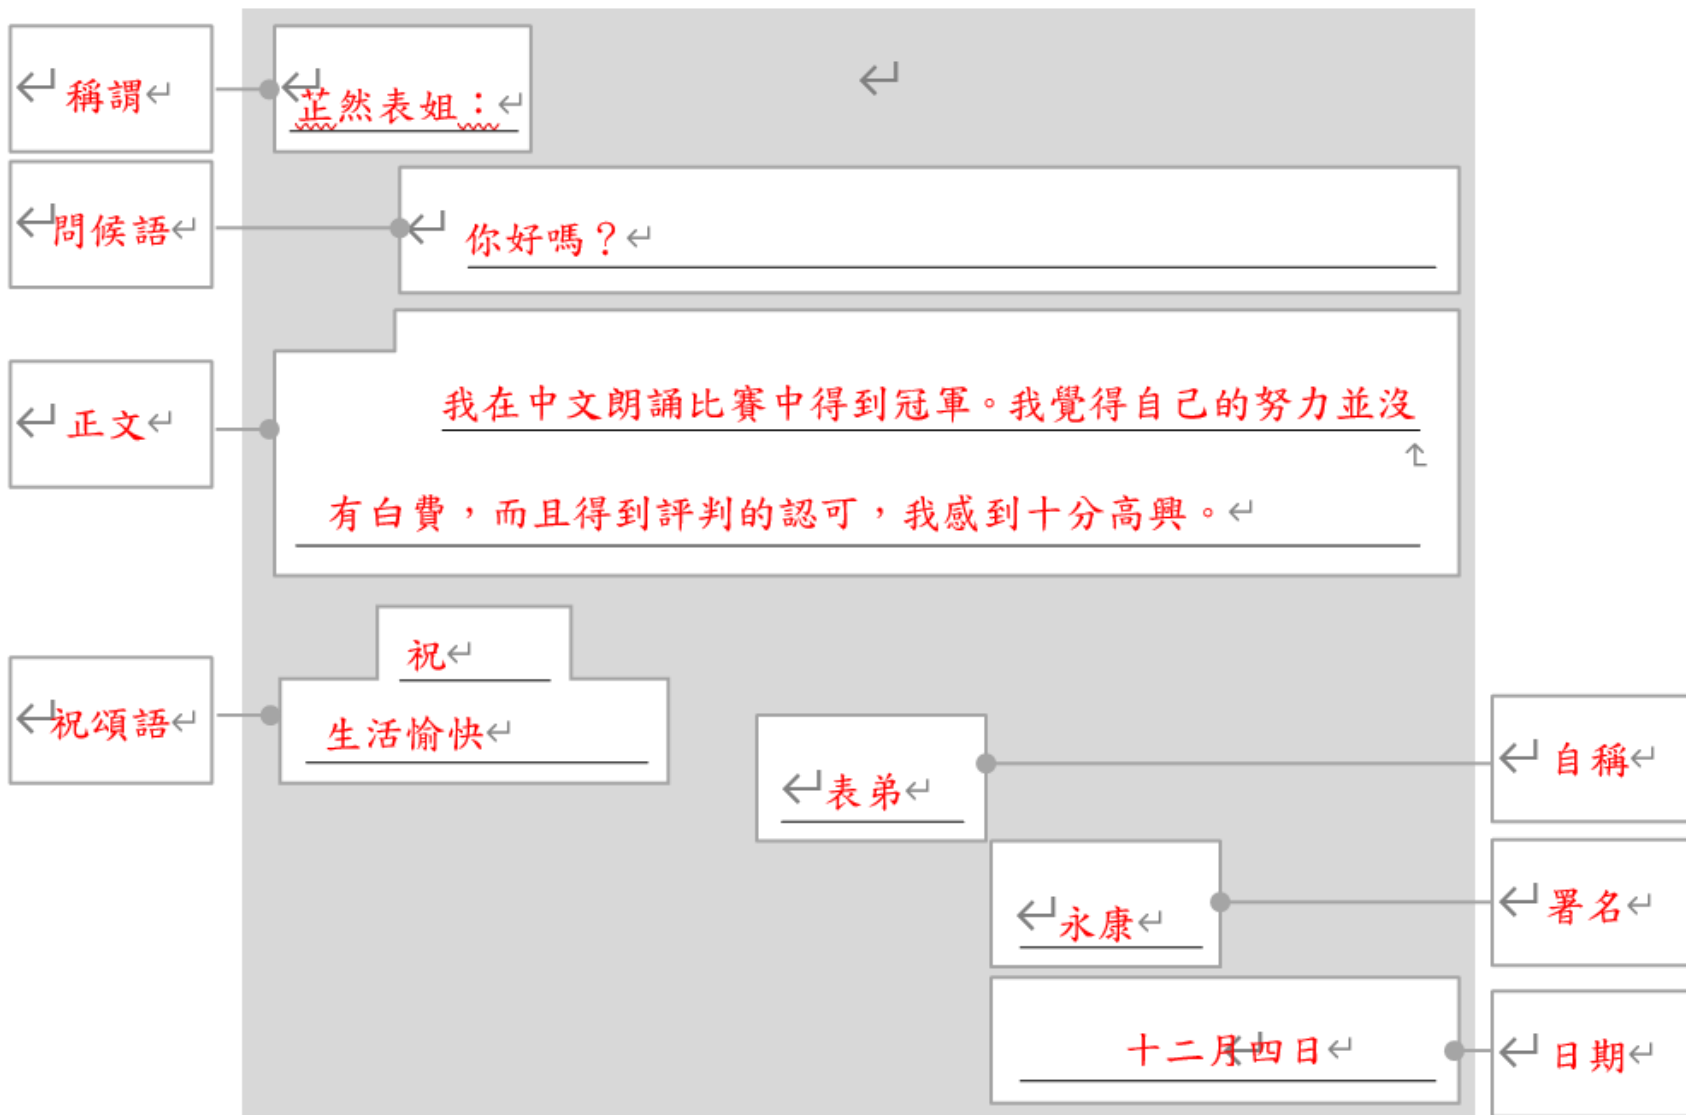 稱謂
芷然表姐：
問候語
你好嗎？
我在中文朗誦比賽中得到冠軍。我覺得自己的努力並沒
正文
有白費，而且得到評判的認可，我感到十分高興。
祝
祝頌語
生活愉快
自稱
表弟
署名
永康
十二月四日
日期